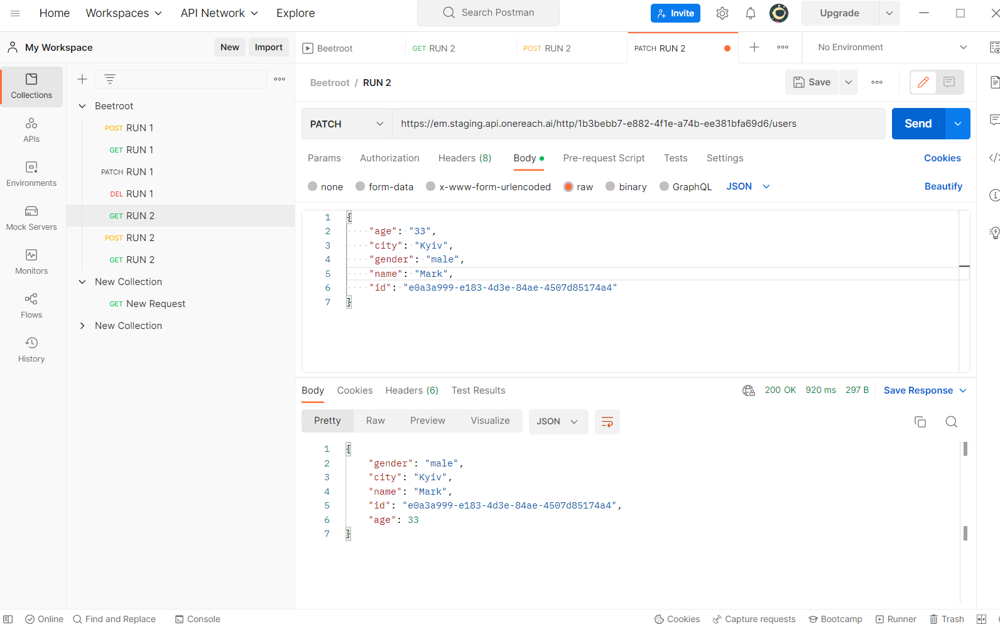 Home Workspaces API Network Explore Search Postman Invite Upgrade
My Workspace New Import Beetroot GET RUN 2 POST RUN 2 PATCH RUN 2 No Environment
Collections
APIs
Environments
Mock Servers
Monitors
Flows
History
Beetroot
POST RUN 1
GET RUN 1
PATCH RUN 1
DEL RUN 1
GET RUN 2
POST RUN 2
GET RUN 2
New Collection
GET New Request
New Collection
Beetroot / RUN 2 Save
PATCH https://em.staging.api.onereach.ai/http/1b3bebb7-e882-4f1e-a74b-ee381bfa69d6/users Send
Params Authorization Headers (8) Body Pre-request Script Tests Settings Cookies
none form-data x-www-form-urlencoded raw binary GraphQL JSON Beautify
1 {
2 "age": "33",
3 "city": "Kyiv",
4 "gender": "male",
5 "name": "Mark",
6 "id": "e0a3a999-e183-4d3e-84ae-4507d85174a4"
7 }
Body Cookies Headers (6) Test Results 200 OK 920 ms 297 B Save Response
Pretty Raw Preview Visualize JSON
1 {
2 "gender": "male",
3 "city": "Kyiv",
4 "name": "Mark",
5 "id": "e0a3a999-e183-4d3e-84ae-4507d85174a4",
6 "age": 33
7 }
Online Find and Replace Console Cookies Capture requests Bootcamp Runner Trash